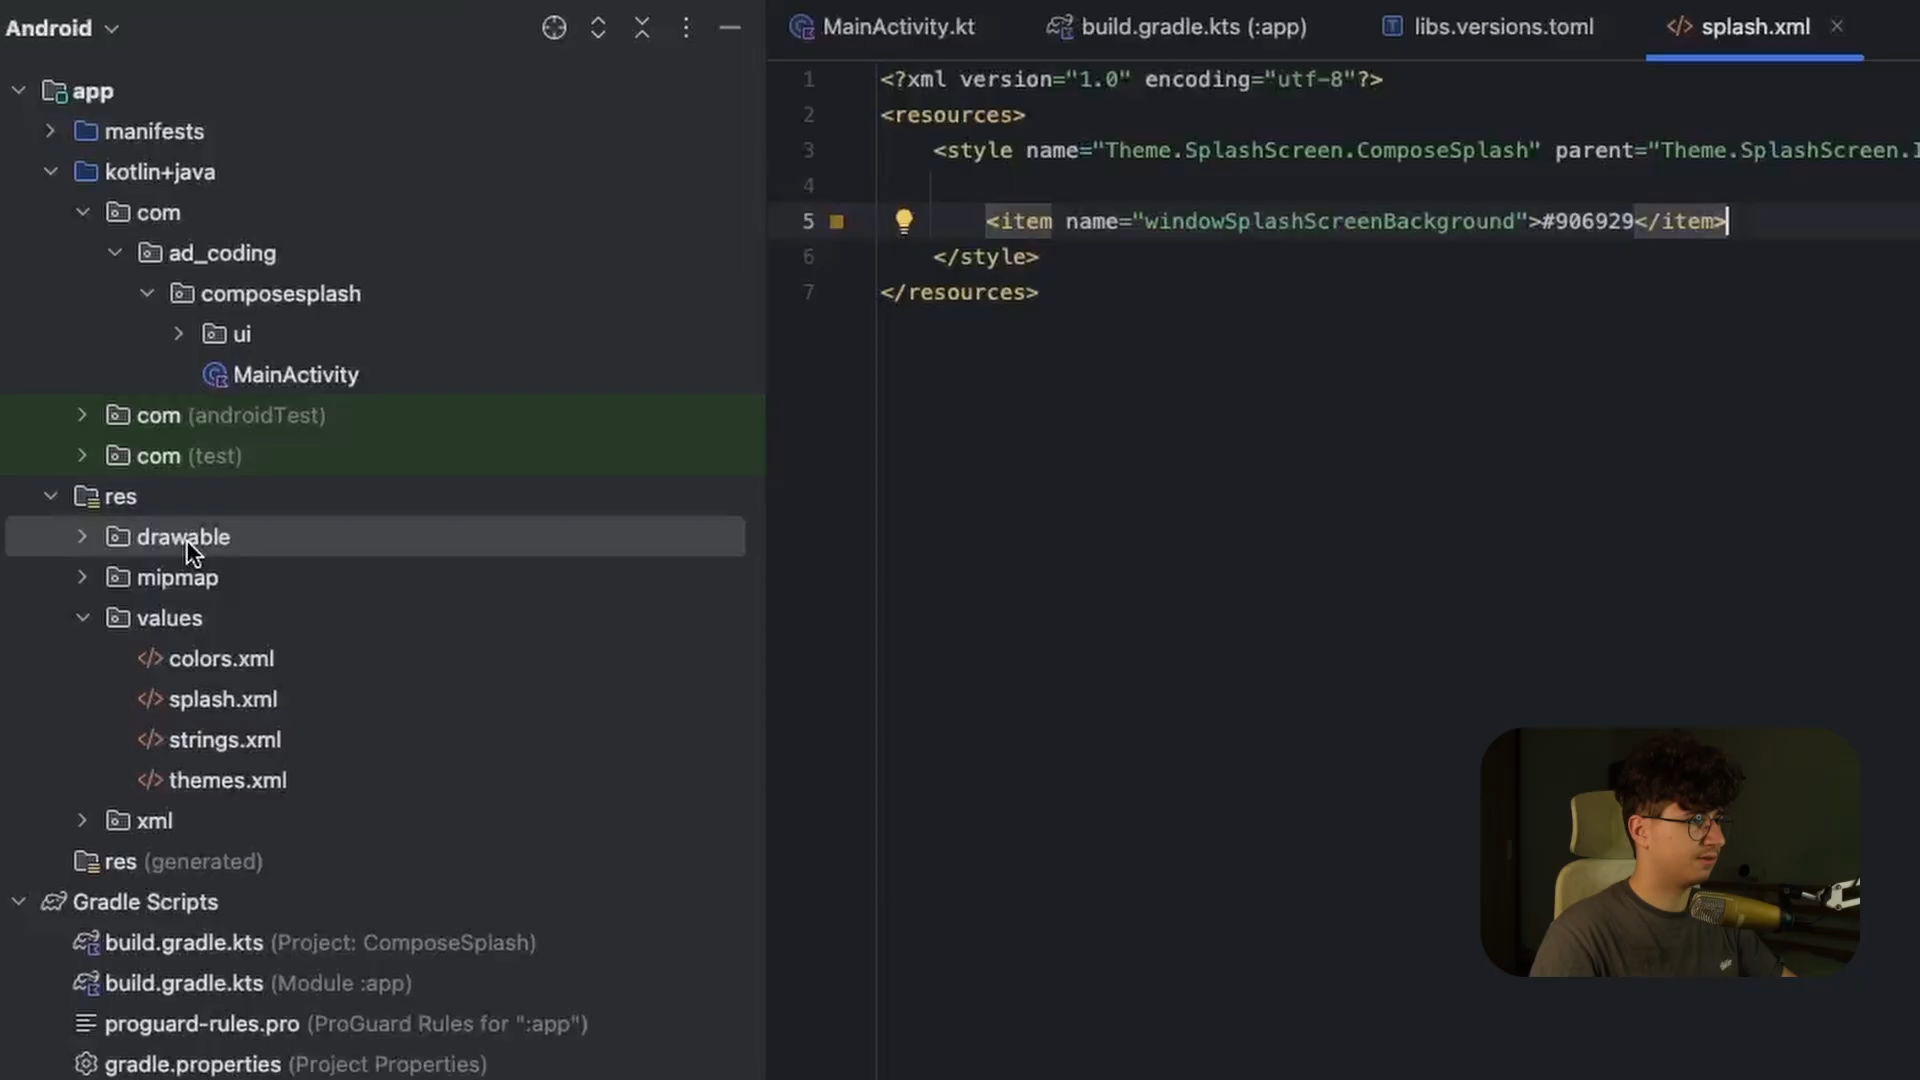 Android
app
manifests
kotlin+java
com
ad_coding
composesplash
ui
MainActivity
com (androidTest)
com (test)
res
drawable
mipmap
values
colors.xml
splash.xml
strings.xml
themes.xml
xml
res (generated)
Gradle Scripts
build.gradle.kts (Project: ComposeSplash)
build.gradle.kts (Module :app)
proguard-rules.pro (ProGuard Rules for ":app")
gradle.properties (Project Properties)
MainActivity.kt build.gradle.kts (:app) libs.versions.toml splash.xml
1 <?xml version="1.0" encoding="utf-8"?>
2 <resources>
3 <style name="Theme.SplashScreen.ComposeSplash" parent="Theme.SplashScreen.
4
5 <item name="windowSplashScreenBackground">#906929</item>
6 </style>
7 </resources>